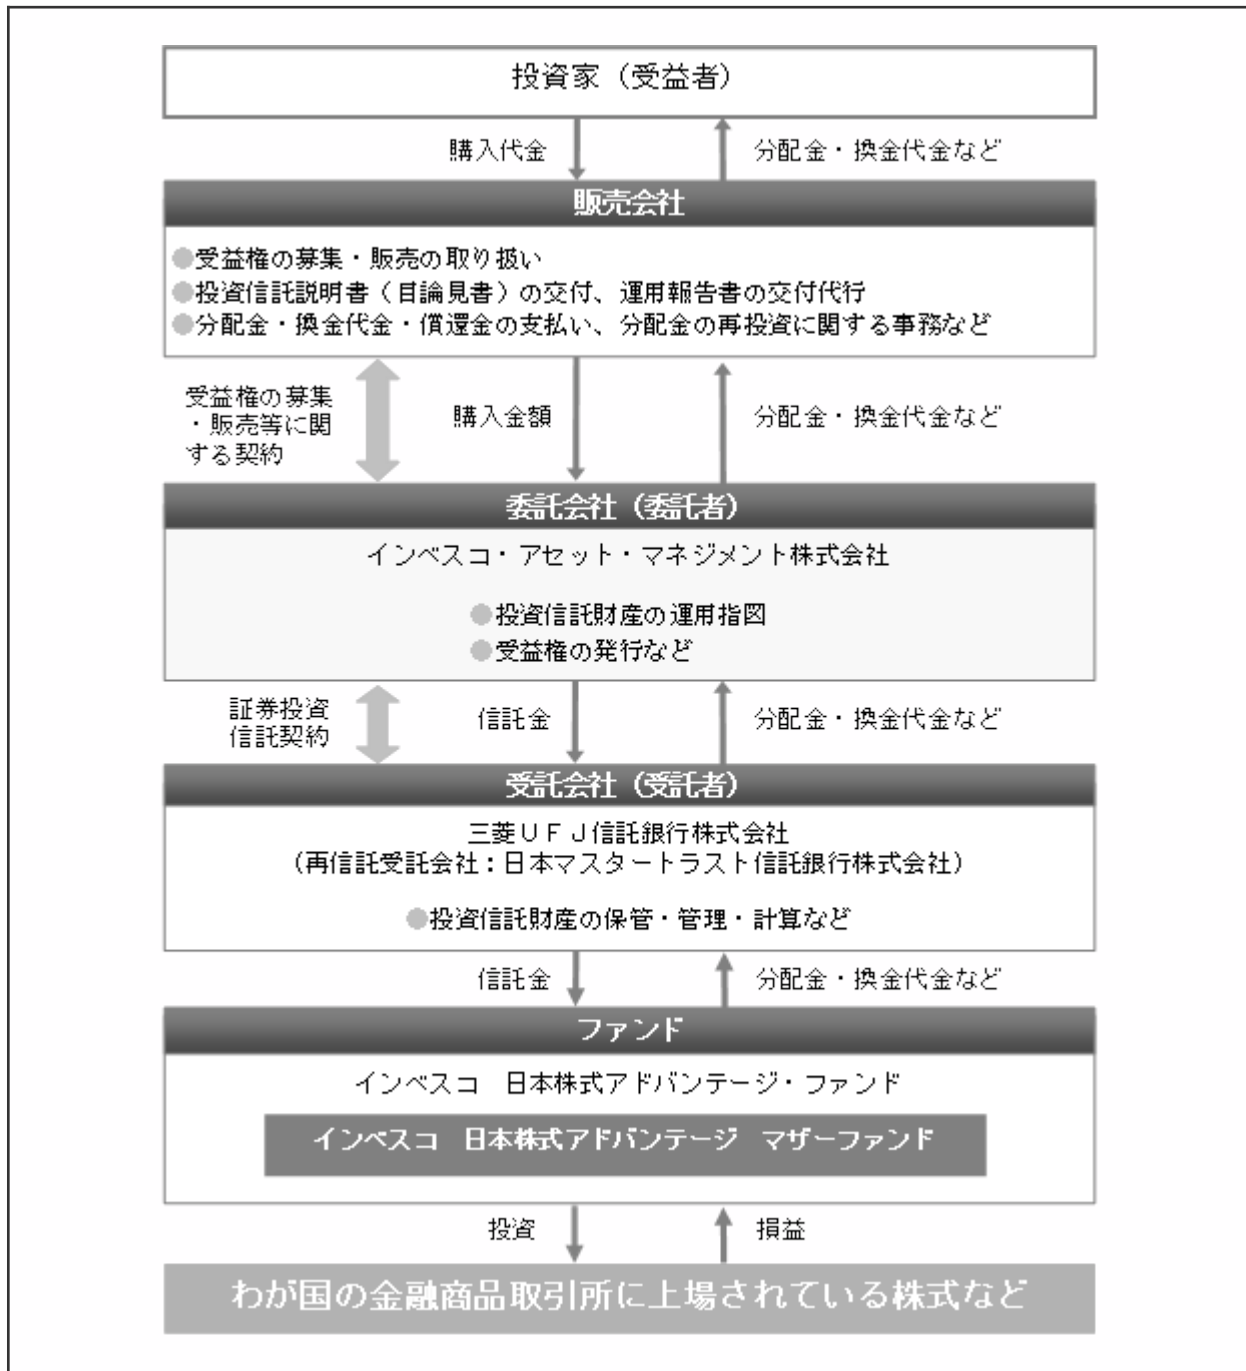 投資家（受益者）
購入代金
分配金・換金代金など
販売会社
●受益権の募集・販売の取り扱い
●投資信託説明書（目論見書）の交付、運用報告書の交付代行
●分配金・換金代金・償還金の支払い、分配金の再投資に関する事務など
受益権の募集
・販売等に関
する契約
購入金額
分配金・換金代金など
委託会社（委託者）
インベスコ・アセット・マネジメント株式会社
●投資信託財産の運用指図
●受益権の発行など
証券投資
信託契約
信託金
分配金・換金代金など
受託会社（受託者）
三菱ＵＦＪ信託銀行株式会社
（再信託受託会社：日本マスタートラスト信託銀行株式会社）
●投資信託財産の保管・管理・計算など
信託金
分配金・換金代金など
ファンド
インベスコ　日本株式アドバンテージ・ファンド
インベスコ　日本株式アドバンテージ　マザーファンド
投資
損益
わが国の金融商品取引所に上場されている株式など